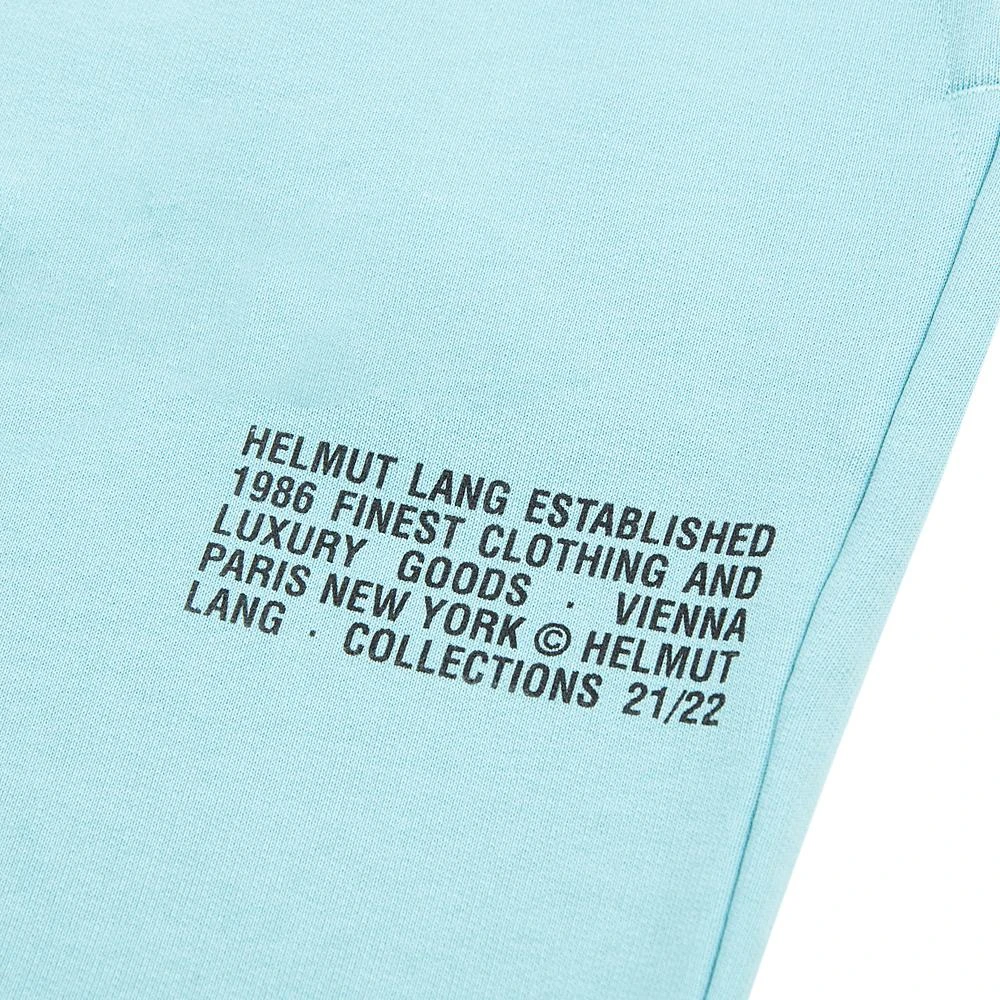 HELMUT LANG ESTABLISHED
1986 FINEST CLOTHING AND
LUXURY GOODS . VIENNA
PARIS NEW YORK © HELMUT
LANG · COLLECTIONS 21/22